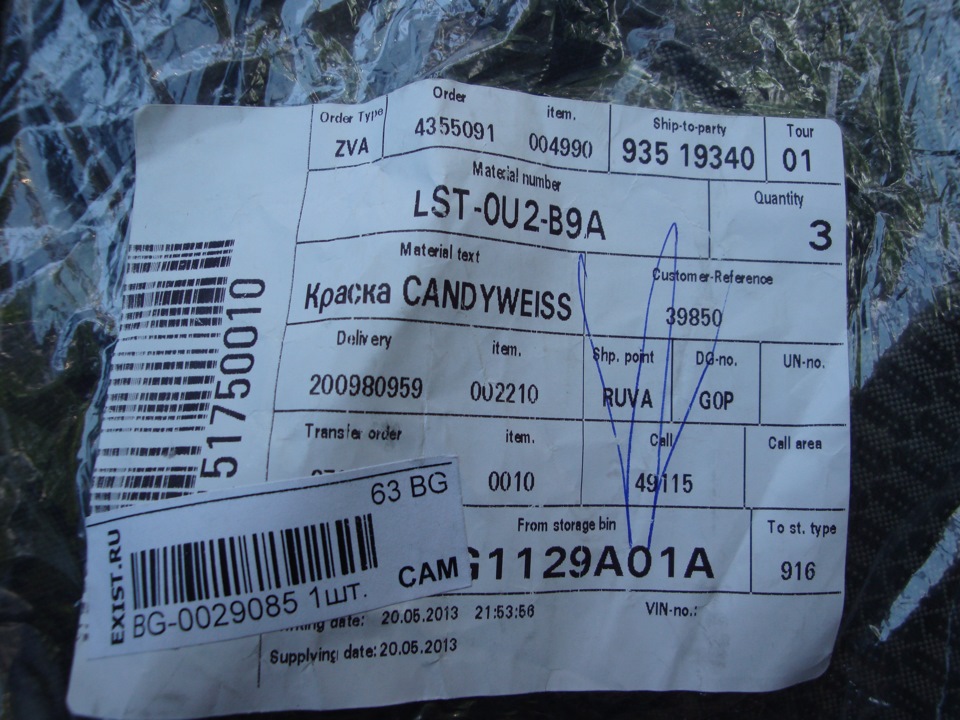 Order Type Order item. Ship-to-party Tour
ZVA 4355091 004990 935 19340 01
Material number Quantity
LST-0U2-B9A 3
Material text Customer-Reference
Краска CANDYWEISS 39850
Delivery item. Shp. point DG-no. UN-no.
200980959 002210 RUVA G0P
Transfer order item. Call Call area
0010 49115
From storage bin To st. type
G1129A01A 916
date: 20.05.2013 21:53:56 VIN-no.:
Supplying date: 20.05.2013
51750010
63 BG
EXIST.RU
CAM
BG-0029085 1шт.